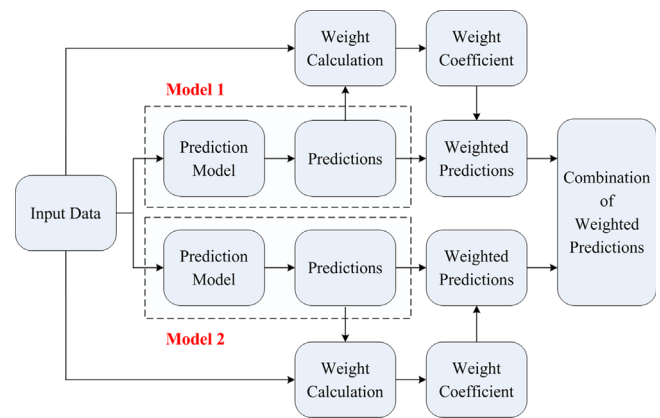 Weight
Calculation
Weight
Coefficient
Model 1
Prediction
Model
Predictions
Weighted
Predictions
Input Data
Combination
of
Weighted
Predictions
Prediction
Model
Predictions
Weighted
Predictions
Model 2
Weight
Calculation
Weight
Coefficient